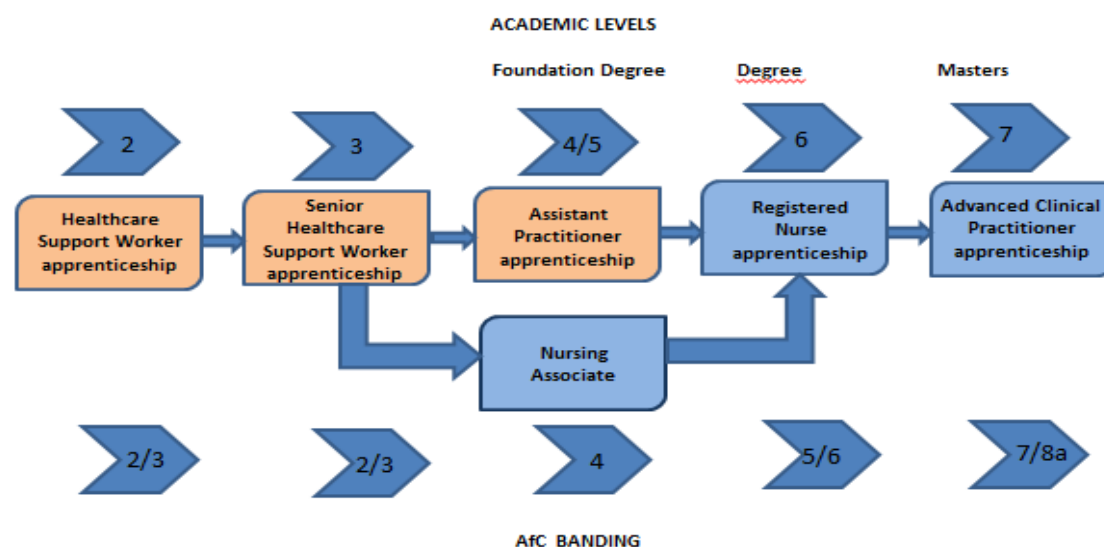 ACADEMIC LEVELS
Foundation Degree Degree Masters
2 3 4/5 6 7
Healthcare
Support Worker
apprenticeship
Senior
Healthcare
Support Worker
apprenticeship
Assistant
Practitioner
apprenticeship
Registered
Nurse
apprenticeship
Advanced Clinical
Practitioner
apprenticeship
Nursing
Associate
2/3 2/3 4 5/6 7/8a
AfC BANDING